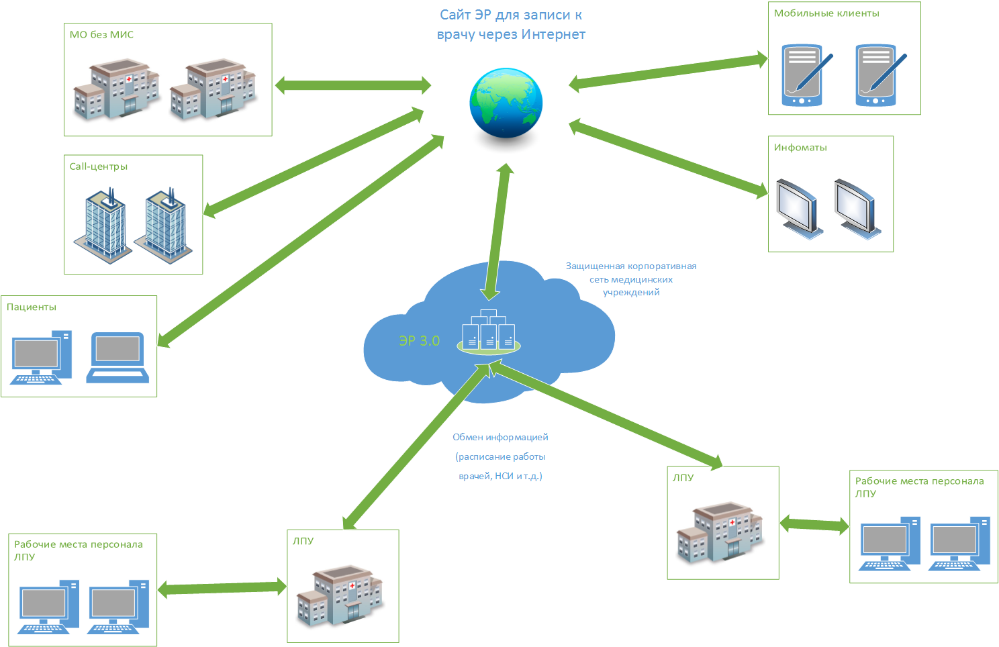 Сайт ЭР для записи к
врачу через Интернет
МО без МИС
Мобильные клиенты
Call-центры
Инфоматы
Защищенная корпоративная
сеть медицинских
учреждений
Пациенты
ЭР 3.0
Обмен информацией
(расписание работы
врачей, НСИ и т.д.)
ЛПУ
Рабочие места персонала
ЛПУ
Рабочие места персонала
ЛПУ
ЛПУ